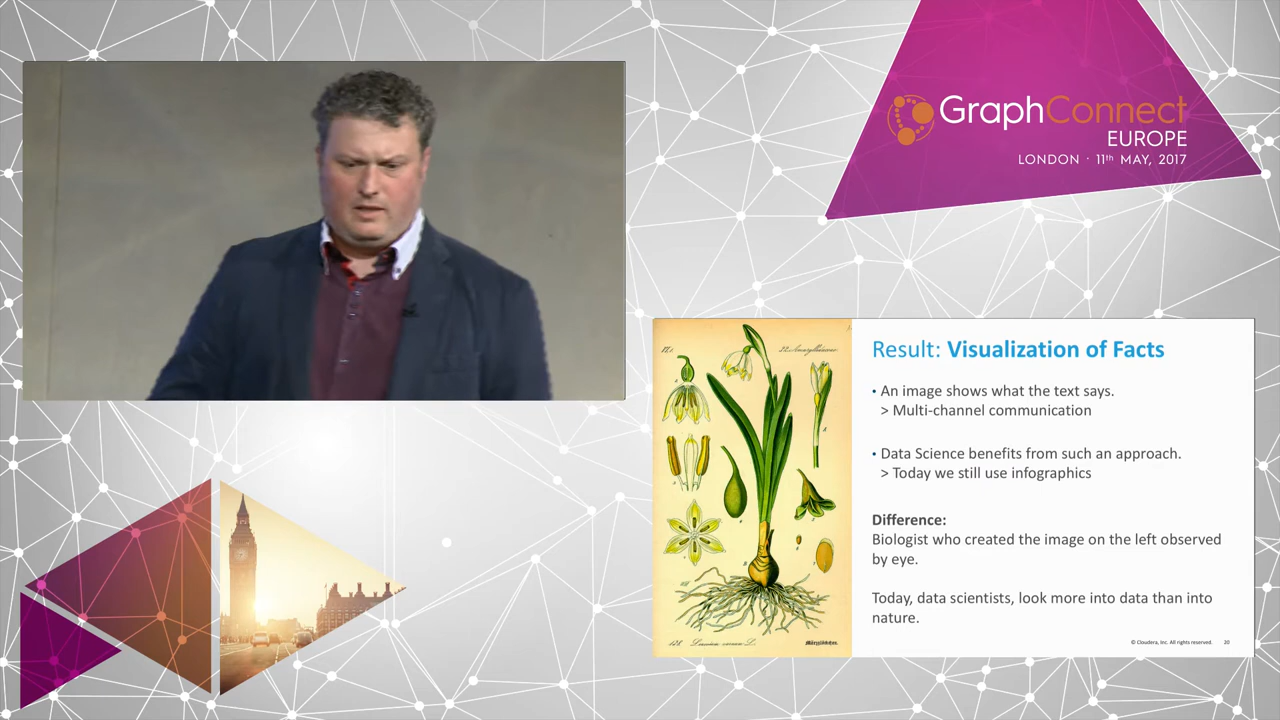 GraphConnect
EUROPE
LONDON · 11th MAY, 2017
Result: Visualization of Facts
• An image shows what the text says.
> Multi-channel communication
• Data Science benefits from such an approach.
> Today we still use infographics
Difference:
Biologist who created the image on the left observed
by eye.
Today, data scientists, look more into data than into
nature.
© Cloudera, Inc. All rights reserved. 20